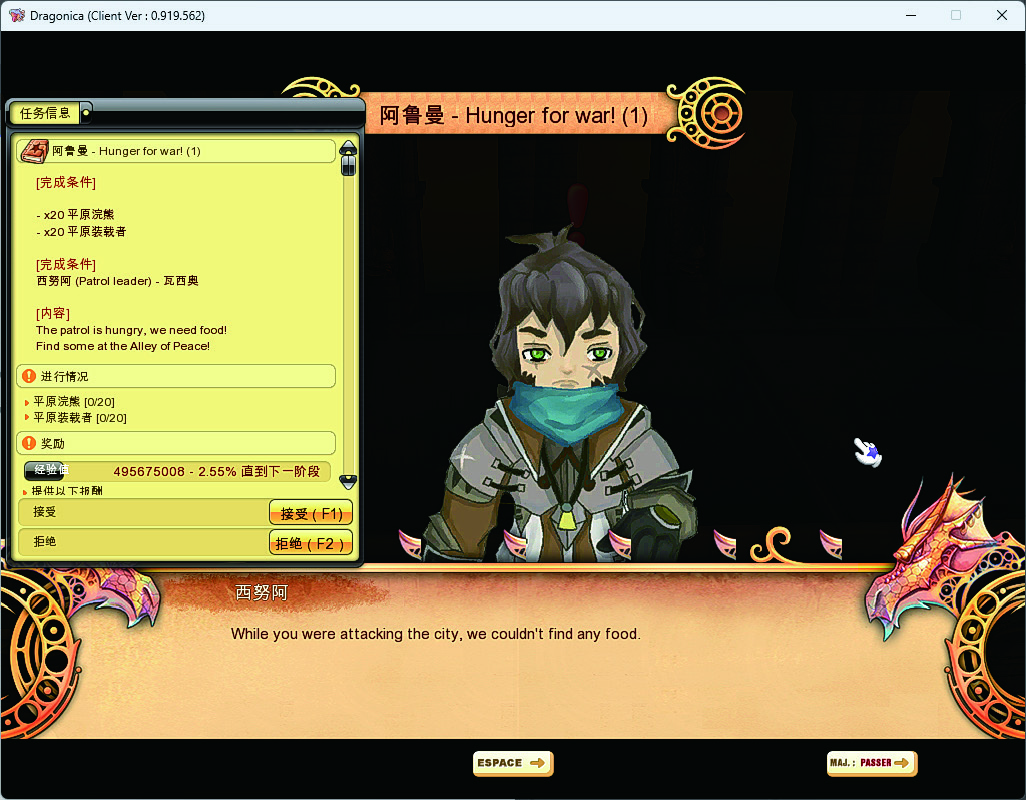 Dragonica (Client Ver : 0.919.562)
阿鲁曼 - Hunger for war! (1)
任务信息
阿鲁曼 - Hunger for war! (1)
[完成条件]
- x20 平原浣熊
- x20 平原装载者
[完成条件]
西努阿 (Patrol leader) - 瓦西奥
[内容]
The patrol is hungry, we need food!
Find some at the Alley of Peace!
进行情况
平原浣熊 [0/20]
平原装载者 [0/20]
奖励
经验值 495675008 - 2.55% 直到下一阶段
提供以下报酬
接受 接受 ( F1)
拒绝 拒绝 ( F2 )
西努阿
While you were attacking the city, we couldn't find any food.
ESPACE
MAJ. : PASSER